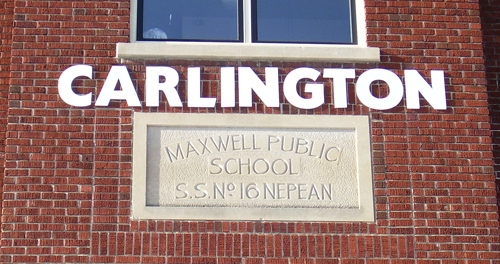 CARLINGTON
MAXWELL PUBLIC
SCHOOL
S.S. No 16 NEPEAN